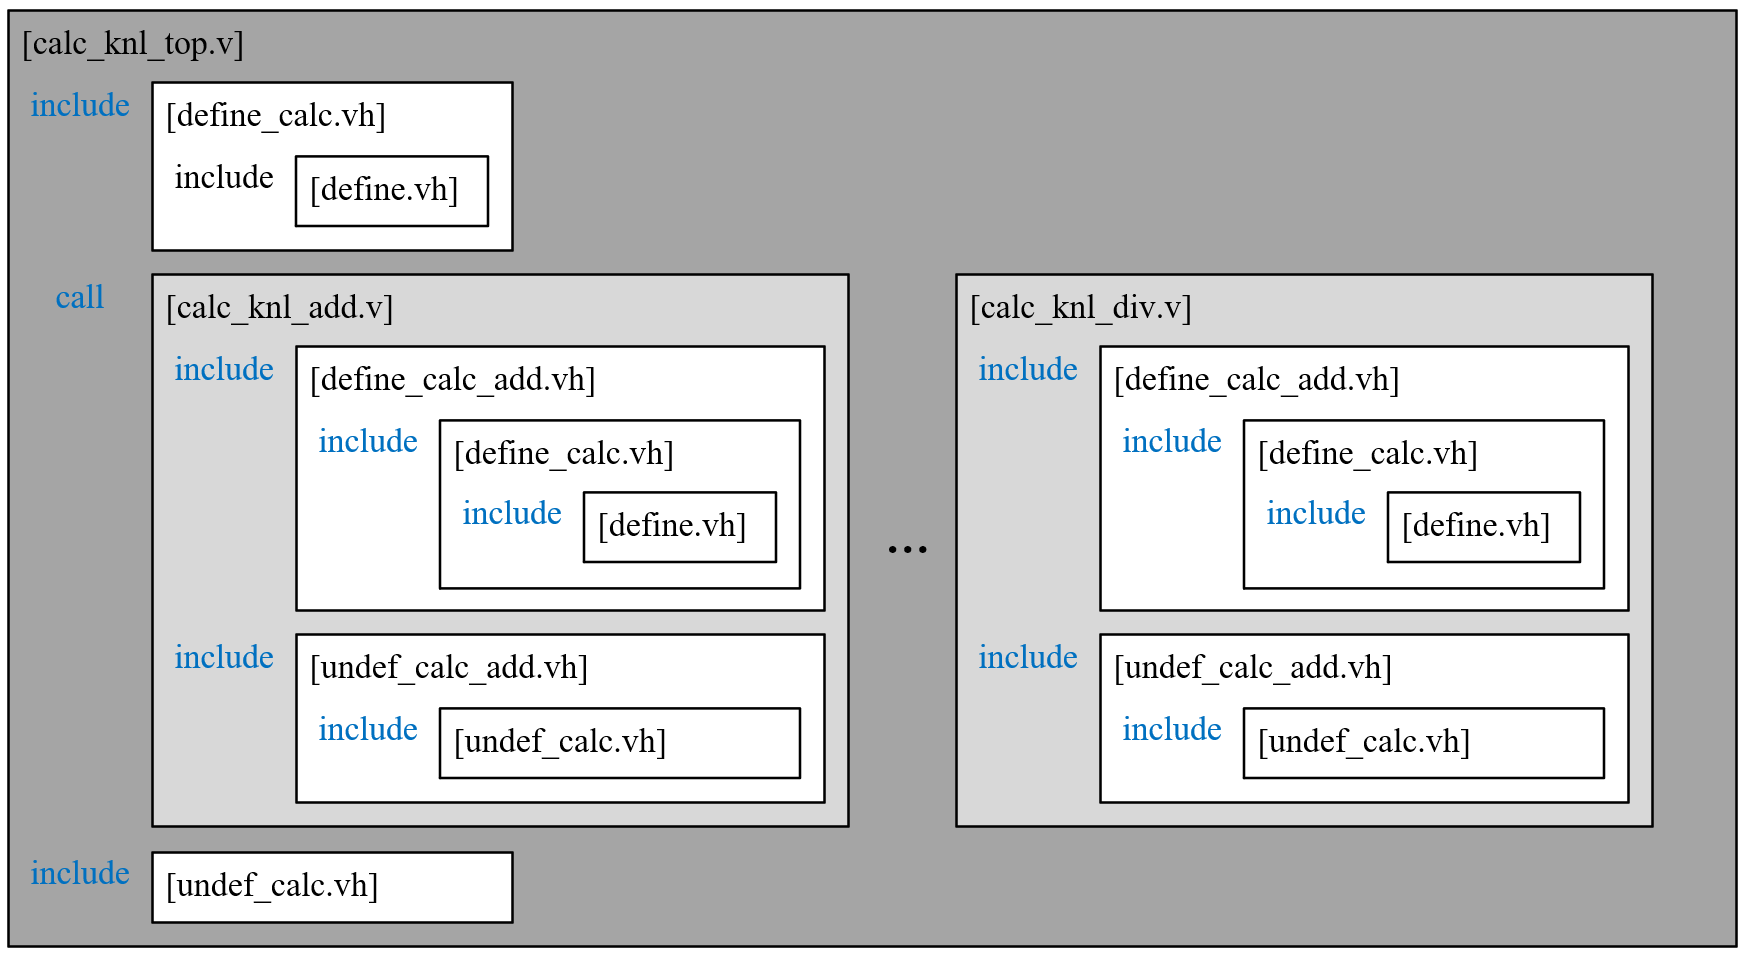 [calc_knl_top.v]
include
[define_calc.vh]
include
[define.vh]
call
[calc_knl_add.v]
include
[define_calc_add.vh]
include
[define_calc.vh]
include
[define.vh]
include
[undef_calc_add.vh]
include
[undef_calc.vh]
...
[calc_knl_div.v]
include
[define_calc_add.vh]
include
[define_calc.vh]
include
[define.vh]
include
[undef_calc_add.vh]
include
[undef_calc.vh]
include
[undef_calc.vh]